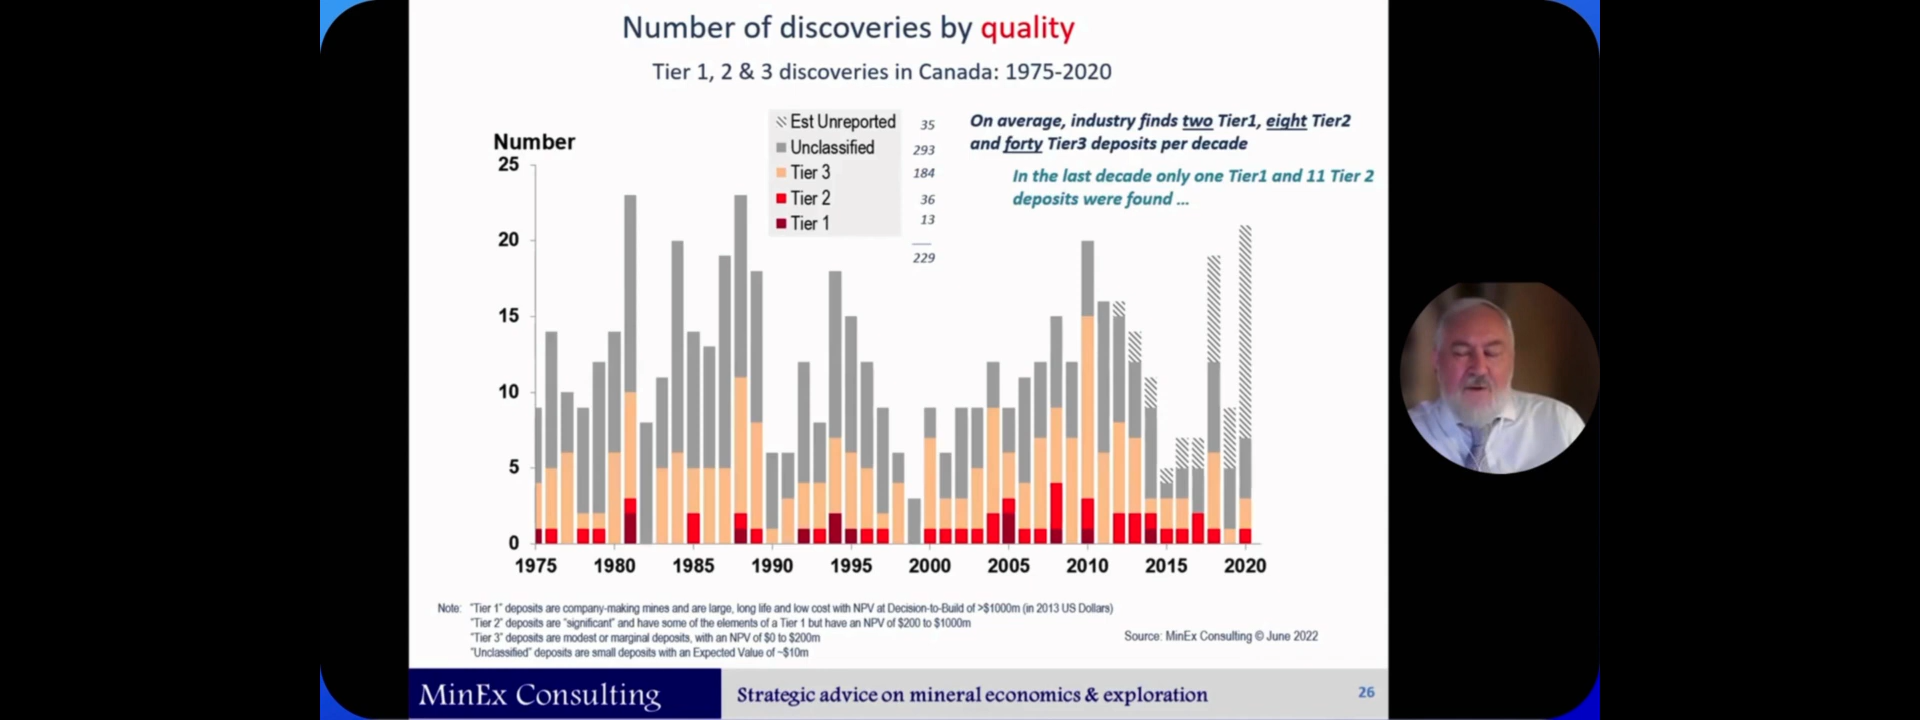 Number of discoveries by quality
Tier 1, 2 & 3 discoveries in Canada: 1975-2020
Number
Est Unreported 35
Unclassified 293
Tier 3 184
Tier 2 36
Tier 1 13
229
On average, industry finds two Tier1, eight Tier2
and forty Tier3 deposits per decade
In the last decade only one Tier1 and 11 Tier 2
deposits were found ...
25
20
15
10
5
0
1975 1980 1985 1990 1995 2000 2005 2010 2015 2020
Note: "Tier 1" deposits are company-making mines and are large, long life and low cost with NPV at Decision-to-Build of >$1000m (in 2013 US Dollars)
"Tier 2" deposits are "significant" and have some of the elements of a Tier 1 but have an NPV of $200 to $1000m
"Tier 3" deposits are modest or marginal deposits, with an NPV of $0 to $200m
"Unclassified" deposits are small deposits with an Expected Value of ~$10m
Source: MinEx Consulting © June 2022
MinEx Consulting
Strategic advice on mineral economics & exploration
26